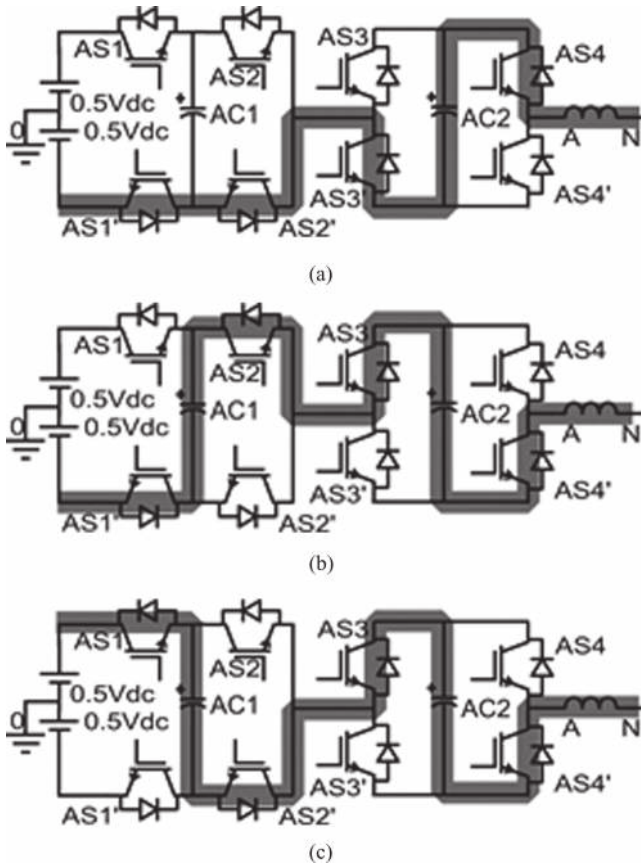 AS1
AS2
AS3
AS4
0.5Vdc
0.5Vdc
0
AC1
AC2
A
N
AS1'
AS2'
AS3'
AS4'
(a)
AS1
AS2
AS3
AS4
0.5Vdc
0.5Vdc
0
AC1
AC2
A
N
AS1'
AS2'
AS3'
AS4'
(b)
AS1
AS2
AS3
AS4
0.5Vdc
0.5Vdc
0
AC1
AC2
A
N
AS1'
AS2'
AS3'
AS4'
(c)